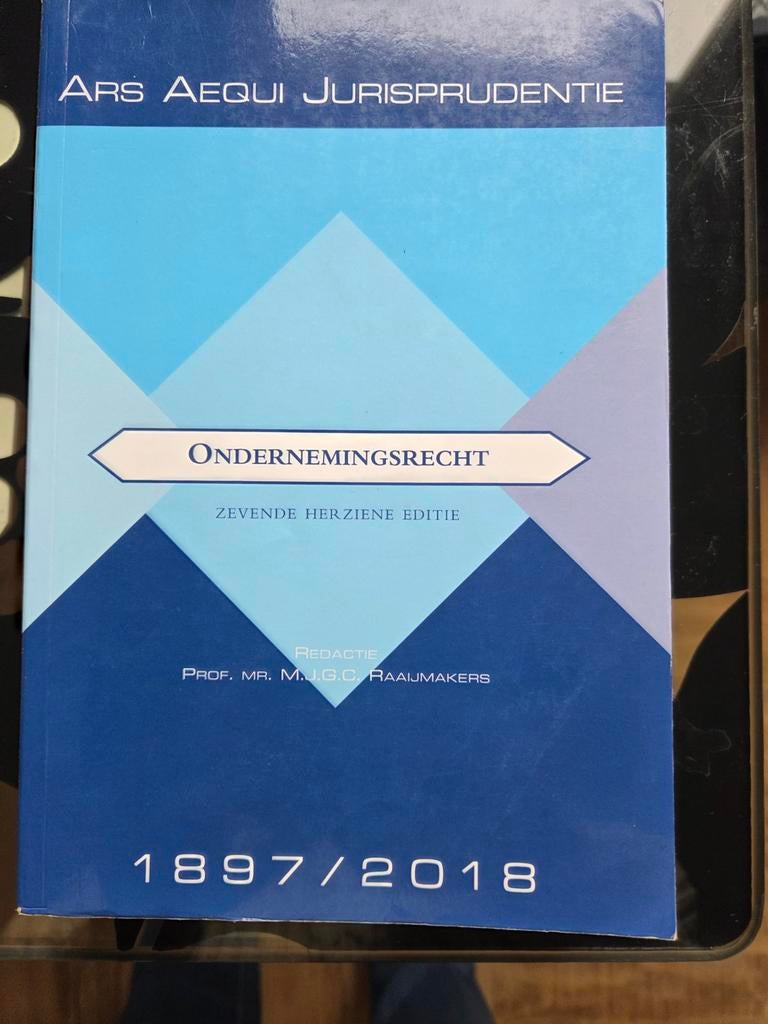 Ars Aequi Jurisprudentie
Ondernemingsrecht
zevende herziene editie
Redactie
Prof. mr. M.J.G.C. Raaijmakers
1897/2018